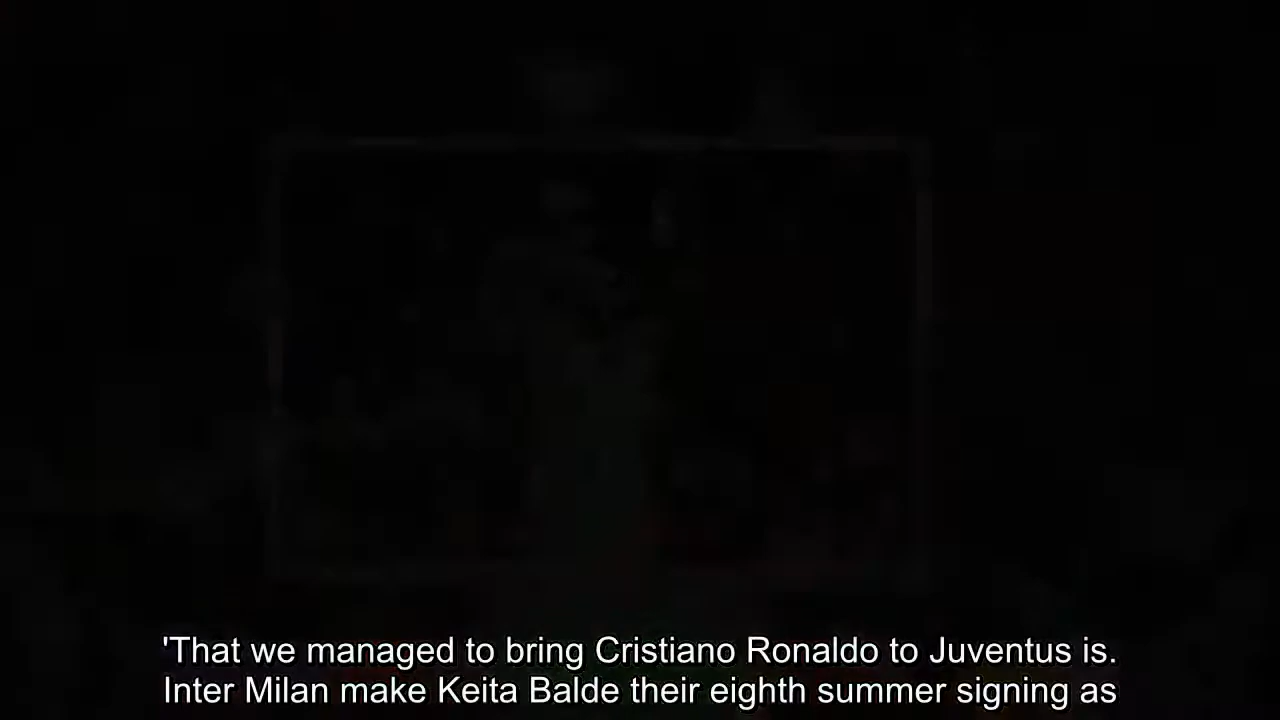 'That we managed to bring Cristiano Ronaldo to Juventus is.
Inter Milan make Keita Balde their eighth summer signing as